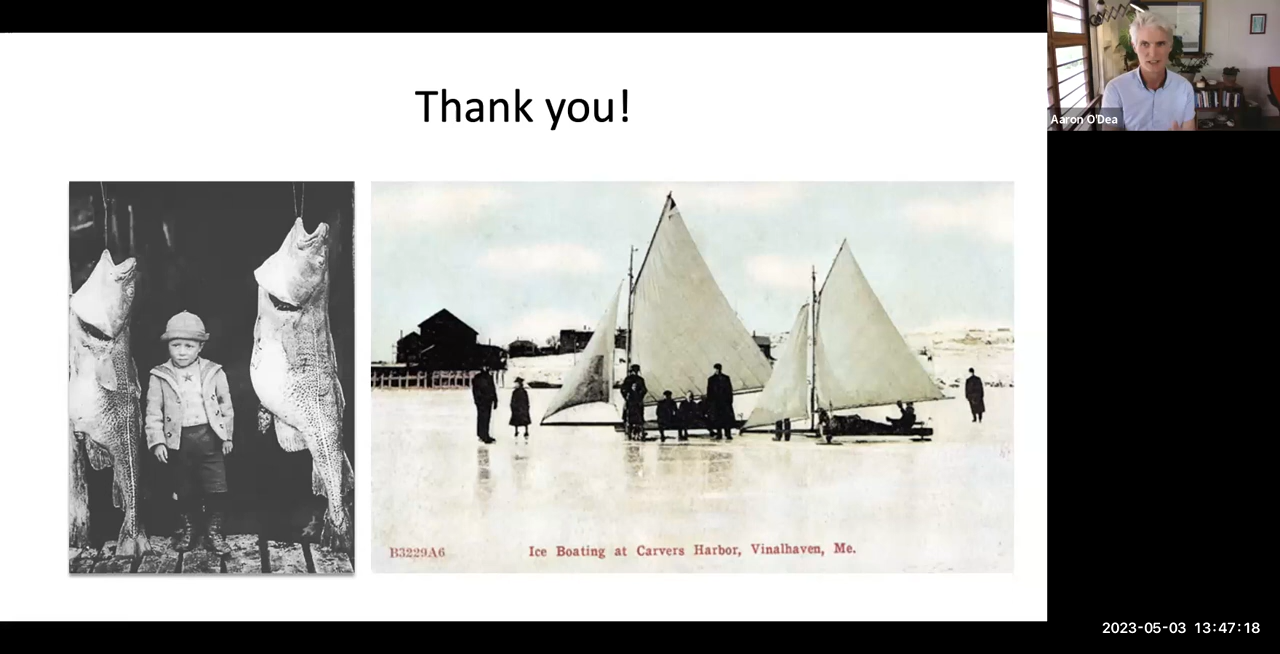 Thank you!
Aaron O'Dea
B3229A6
Ice Boating at Carvers Harbor, Vinalhaven, Me.
2023-05-03 13:47:18